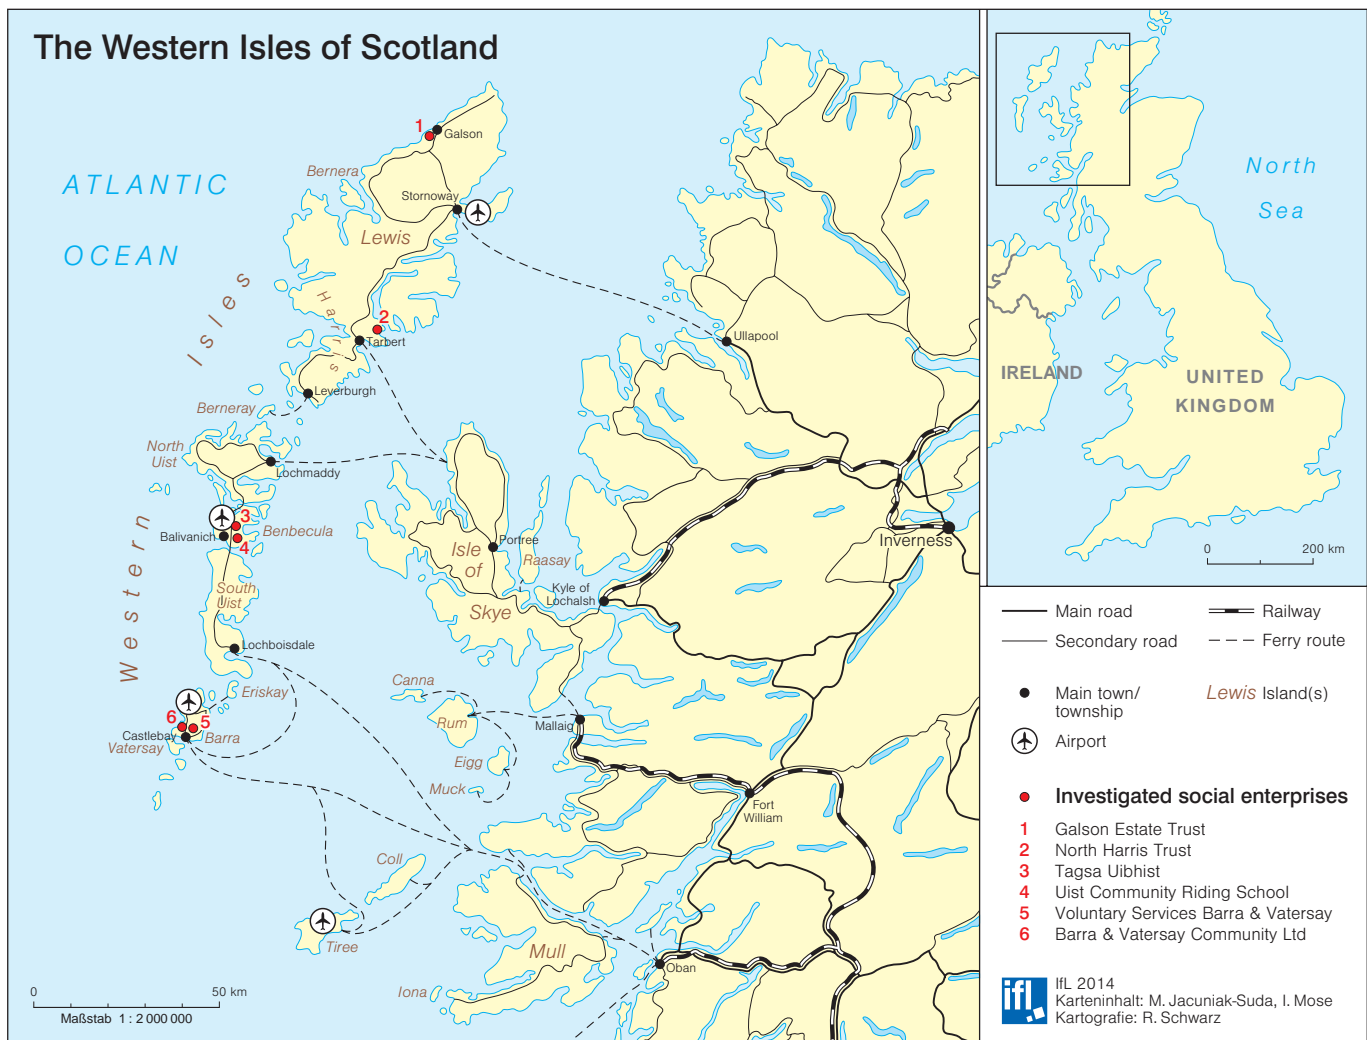 The Western Isles of Scotland
ATLANTIC
OCEAN
Western Isles
1
Galson
Bernera
Stornoway
Lewis
Harris
2
Tarbert
Leverburgh
Berneray
North
Uist
Lochmaddy
3
Balivanich
4
Benbecula
South
Uist
Lochboisdale
Eriskay
6
5
Castlebay
Barra
Vatersay
Ullapool
Portree
Isle
of
Skye
Raasay
Kyle of
Lochalsh
Inverness
Canna
Rum
Mallaig
Eigg
Muck
Fort
William
Coll
Tiree
Mull
Iona
Oban
0 50 km
Maßstab 1 : 2 000 000
North
Sea
IRELAND
UNITED
KINGDOM
0 200 km
Main road
Railway
Secondary road
Ferry route
Main town/
township
Lewis Island(s)
Airport
Investigated social enterprises
1 Galson Estate Trust
2 North Harris Trust
3 Tagsa Uibhist
4 Uist Community Riding School
5 Voluntary Services Barra & Vatersay
6 Barra & Vatersay Community Ltd
ifl
IfL 2014
Karteninhalt: M. Jacuniak-Suda, I. Mose
Kartografie: R. Schwarz